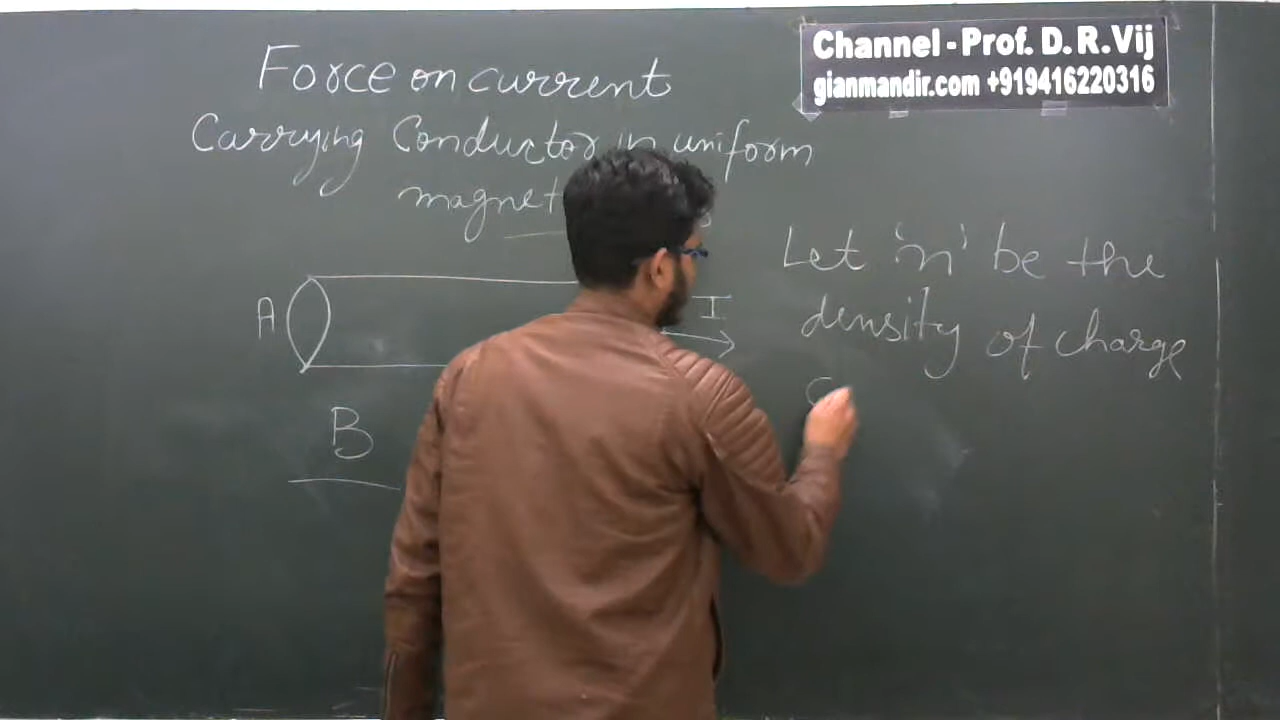 Channel - Prof. D. R. Vij
gianmandir.com +919416220316
Force on current
Carrying Conductor in uniform
magnet
A
I
B
Let 'n' be the
density of charge
C